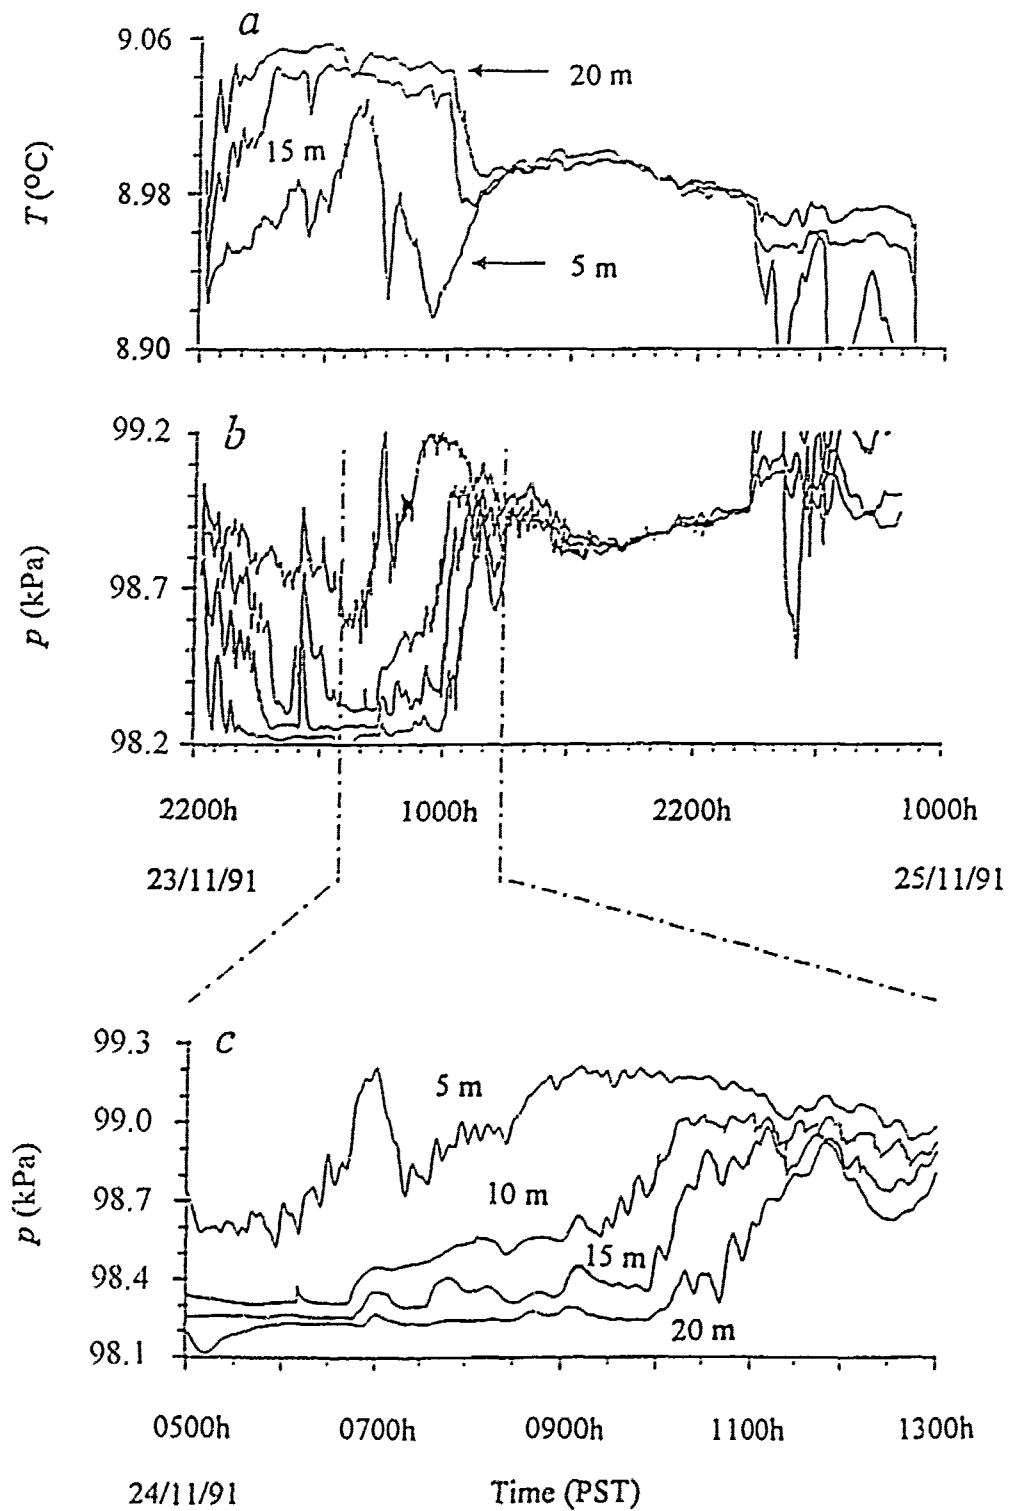 a
9.06
8.98
8.90
T (ºC)
20 m
15 m
5 m
b
99.2
98.7
98.2
p (kPa)
2200h 1000h 2200h 1000h
23/11/91 25/11/91
c
99.3
99.0
98.7
98.4
98.1
p (kPa)
5 m
10 m
15 m
20 m
0500h 0700h 0900h 1100h 1300h
24/11/91 Time (PST)